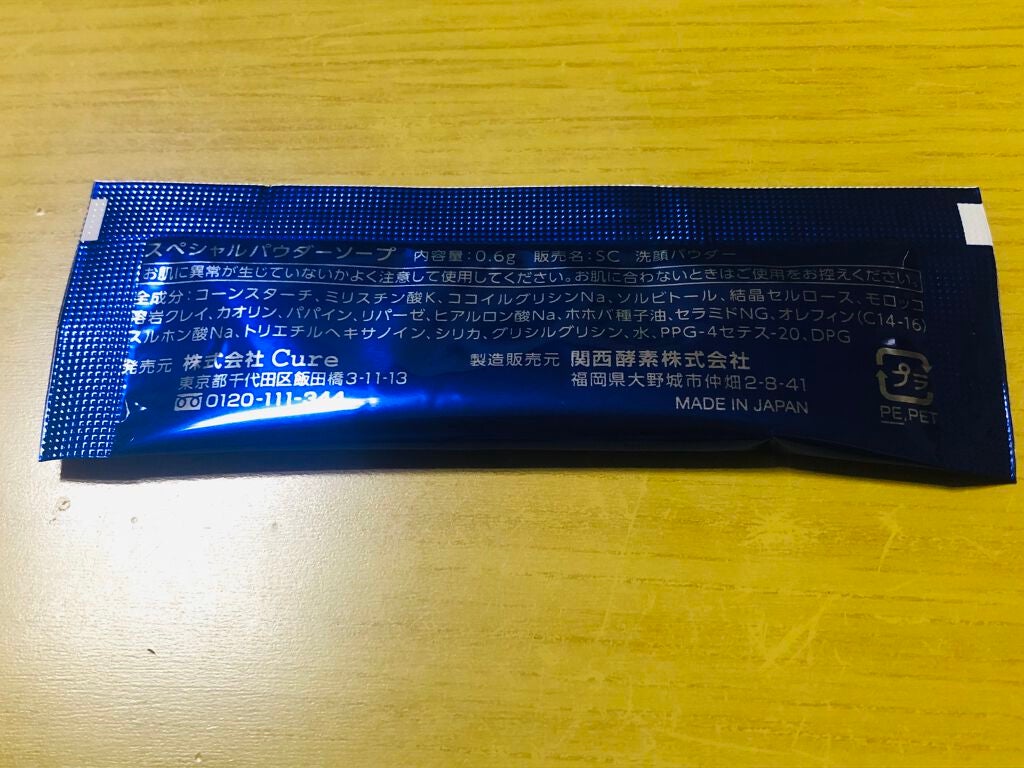 スペシャルパウダーソープ 内容量:0.6g 販売名:SC 洗顔パウダー
お肌に異常が生じていないかよく注意して使用してください。お肌に合わないときはご使用をお控えください。
全成分:コーンスターチ、ミリスチン酸K、ココイルグリシンNa、ソルビトール、結晶セルロース、モロッコ
溶岩クレイ、カオリン、パパイン、リパーゼ、ヒアルロン酸Na、ホホバ種子油、セラミドNG、オレフィン(C14-16)
スルホン酸Na、トリエチルヘキサノイン、シリカ、グリシルグリシン、水、PPG-4セテス-20、DPG
発売元 株式会社 Cure 製造販売元 関西酵素株式会社
東京都千代田区飯田橋3-11-13 福岡県大野城市仲畑2-8-41
0120-111-344 MADE IN JAPAN
プラ
PE,PET